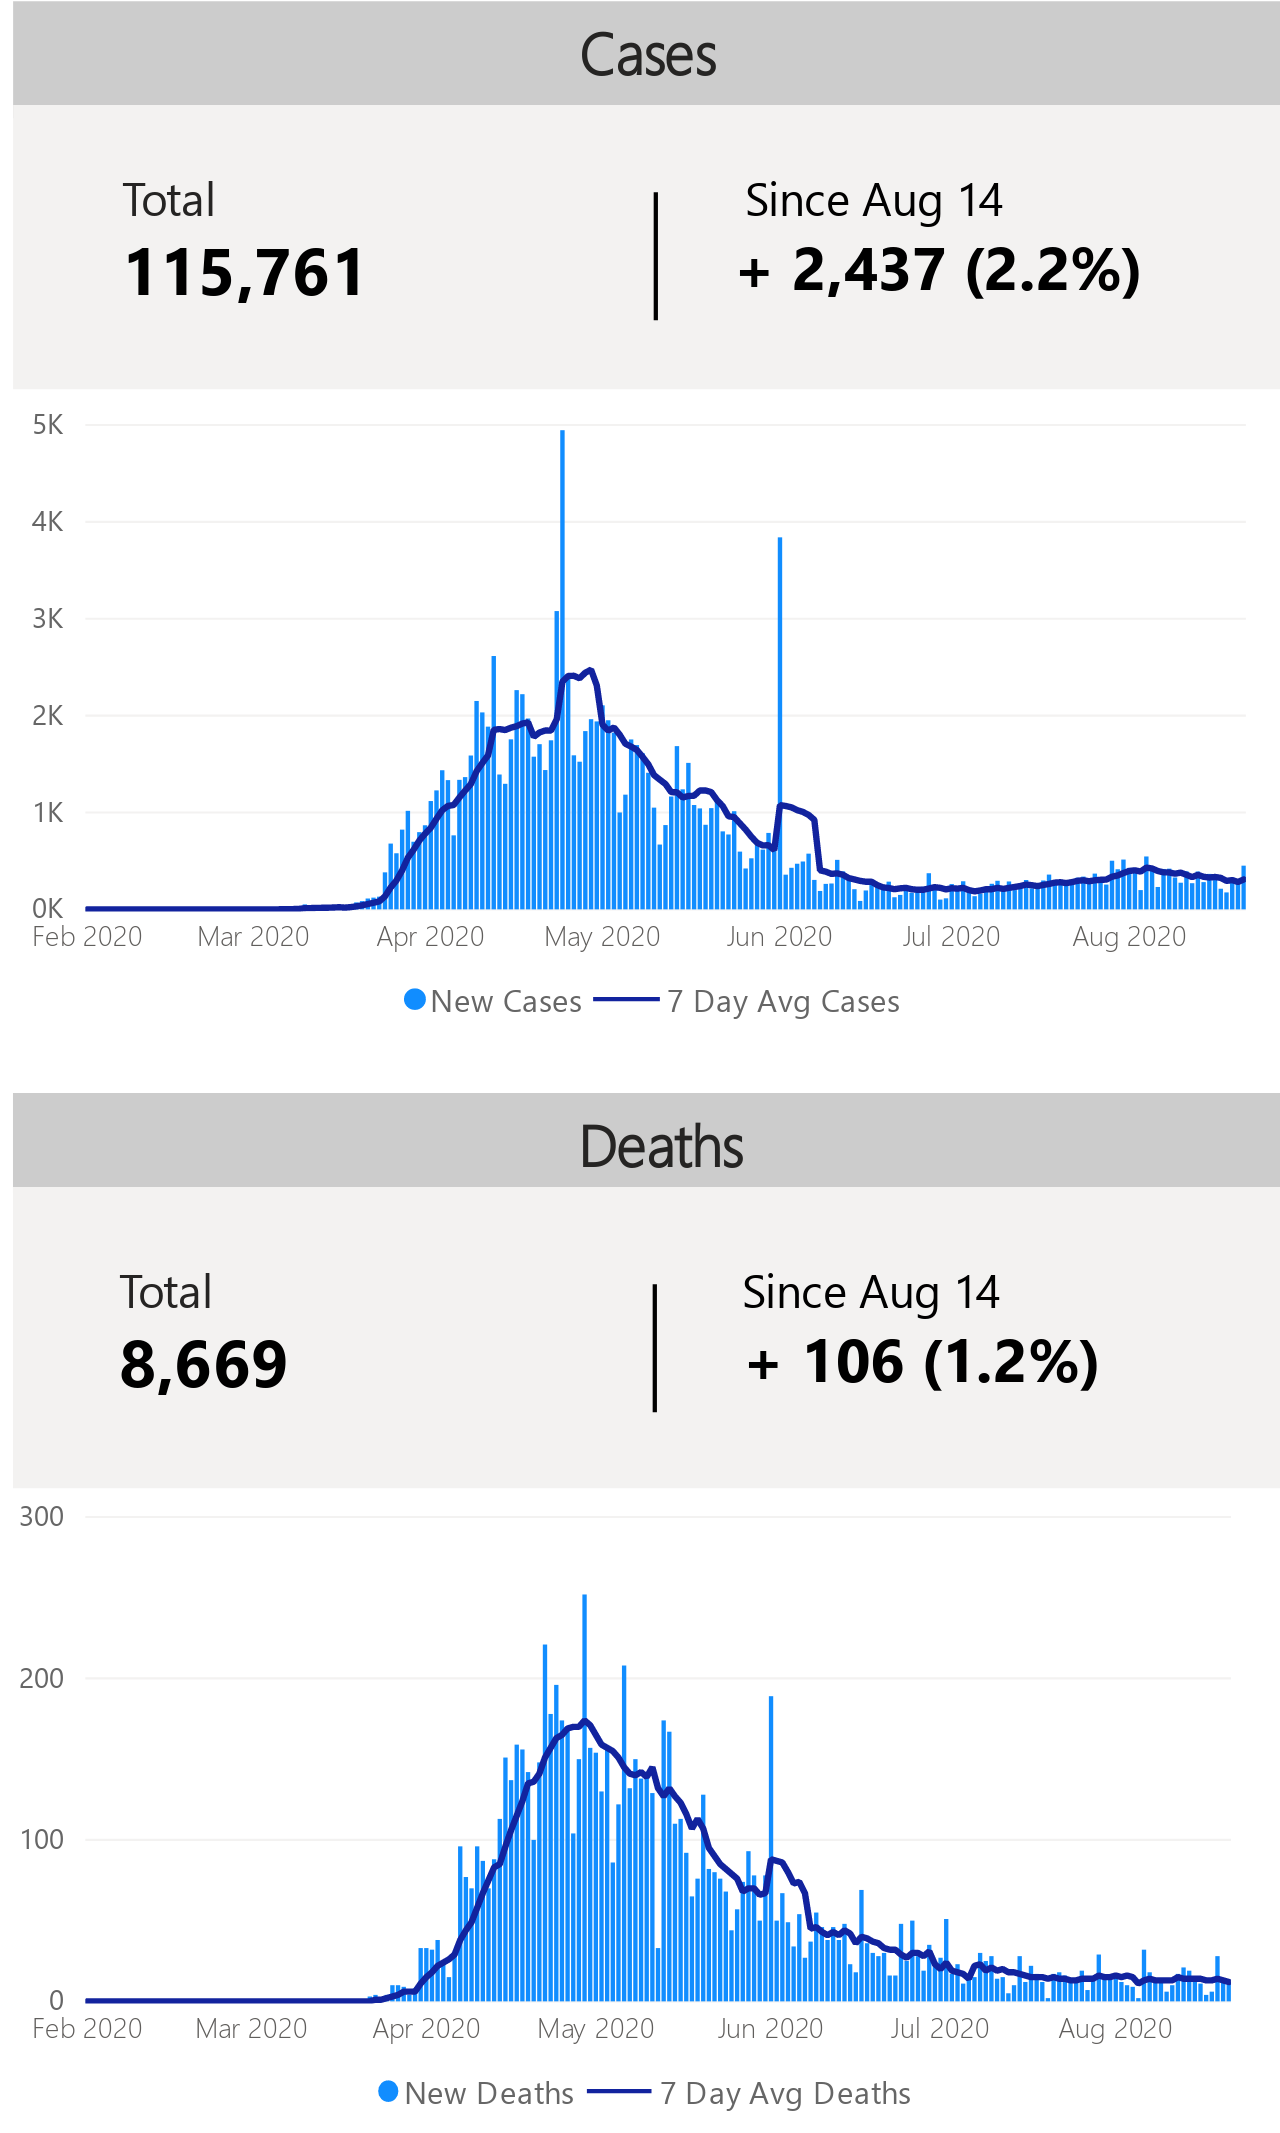 Cases
Total
115,761
Since Aug 14
+ 2,437 (2.2%)
5K
4K
3K
2K
1K
0K
Feb 2020 Mar 2020 Apr 2020 May 2020 Jun 2020 Jul 2020 Aug 2020
New Cases 7 Day Avg Cases
Deaths
Total
8,669
Since Aug 14
+ 106 (1.2%)
300
200
100
0
Feb 2020 Mar 2020 Apr 2020 May 2020 Jun 2020 Jul 2020 Aug 2020
New Deaths 7 Day Avg Deaths